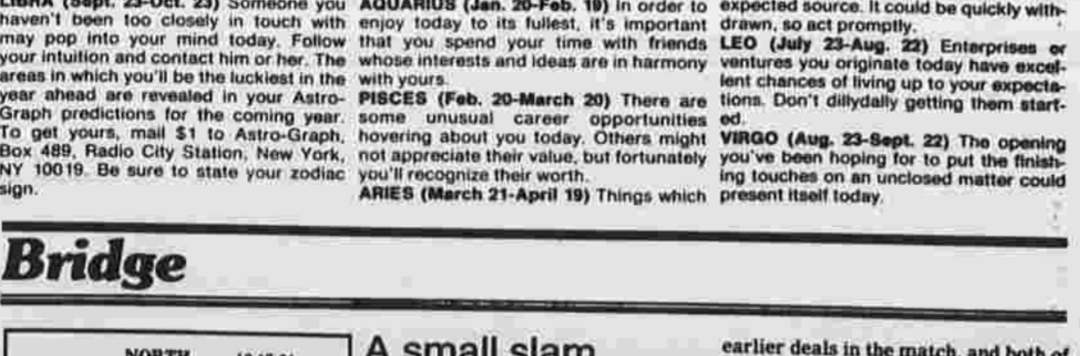 LIBRA (Sept. 23-Oct. 23) Someone you
haven't been too closely in touch with
may pop into your mind today. Follow
your intuition and contact him or her. The
areas in which you'll be the luckiest in the
year ahead are revealed in your Astro-
Graph predictions for the coming year.
To get yours, mail $1 to Astro-Graph,
Box 489, Radio City Station, New York,
NY 10019. Be sure to state your zodiac
sign.
AQUARIUS (Jan. 20-Feb. 19) In order to
enjoy today to its fullest, it's important
that you spend your time with friends
whose interests and ideas are in harmony
with yours.
PISCES (Feb. 20-March 20) There are
some unusual career opportunities
hovering about you today. Others might
not appreciate their value, but fortunately
you'll recognize their worth.
ARIES (March 21-April 19) Things which
expected source. It could be quickly with-
drawn, so act promptly.
LEO (July 23-Aug. 22) Enterprises or
ventures you originate today have excel-
lent chances of living up to your expecta-
tions. Don't dillydally getting them start-
ed.
VIRGO (Aug. 23-Sept. 22) The opening
you've been hoping for to put the finish-
ing touches on an unclosed matter could
present itself today.
Bridge
NORTH
A small slam
earlier deals in the match, and both of